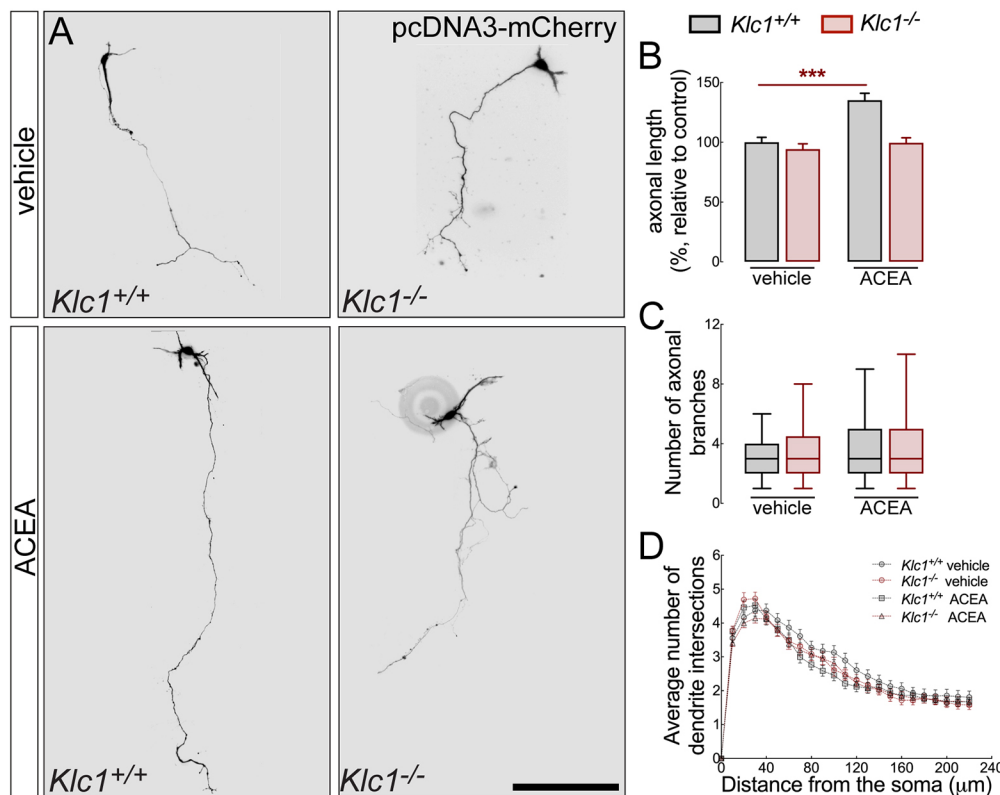 A
pcDNA3-mCherry
vehicle
Klc1+/+
Klc1-/-
ACEA
Klc1+/+
Klc1-/-
Klc1+/+ Klc1-/-
B
axonal length
(%, relative to control)
150
100
50
0
***
vehicle ACEA
C
Number of axonal
branches
12
8
4
0
vehicle ACEA
D
Average number of
dendrite intersections
6
5
4
3
2
1
0
Klc1+/+ vehicle
Klc1-/- vehicle
Klc1+/+ ACEA
Klc1-/- ACEA
0 40 80 120 160 200 240
Distance from the soma (μm)